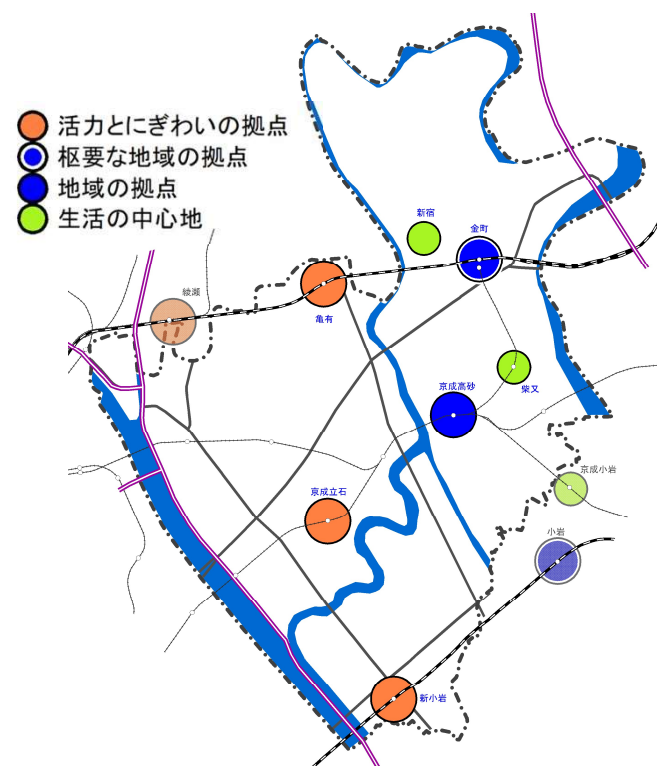 活力とにぎわいの拠点
枢要な地域の拠点
地域の拠点
生活の中心地
新宿
金町
綾瀬
亀有
柴又
京成高砂
京成小岩
京成立石
小岩
新小岩